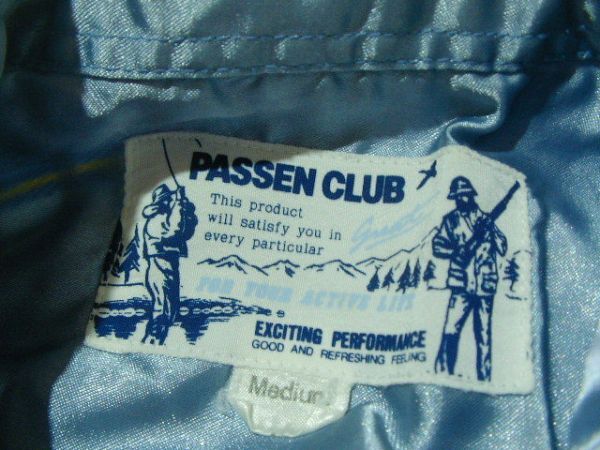 PASSEN CLUB
This product
will satisfy you in
every particular
Great
FOR YOUR ACTIVE LIFE
EXCITING PERFORMANCE
GOOD AND REFRESHING FEELING
Medium